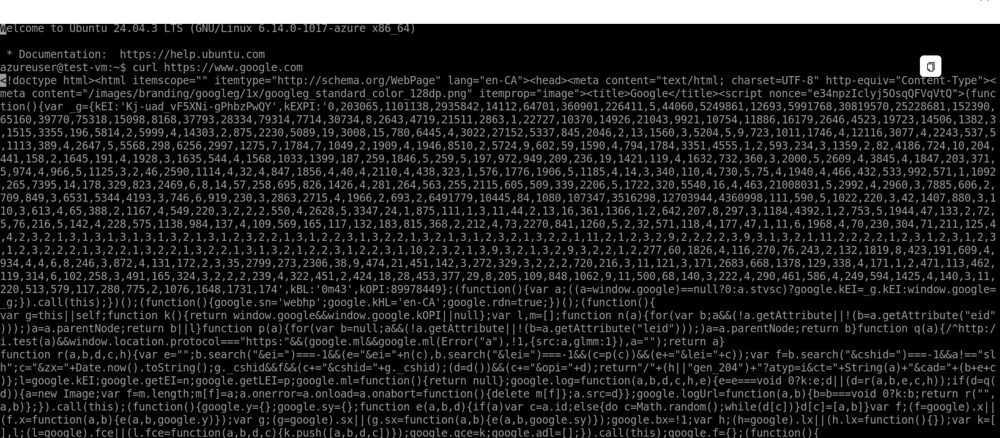 Welcome to Ubuntu 24.04.3 LTS (GNU/Linux 6.14.0-1017-azure x86_64)
* Documentation:  https://help.ubuntu.com
azureuser@test-vm:~$ curl https://www.google.com
<!doctype html><html itemscope="" itemtype="http://schema.org/WebPage" lang="en-CA"><head><meta content="text/html; charset=UTF-8" http-equiv="Content-Type"><
meta content="/images/branding/googleg/1x/googleg_standard_color_128dp.png" itemprop="image"><title>Google</title><script nonce="e34npzIclyj5OsqQFVqVtQ">(func
tion(){var _g={kEI:'Kj-uad_vF5XNi-gPhbzPwQY',kEXPI:'0,203065,1101138,2935842,14112,64701,360901,226411,5,44060,5249861,12693,5991768,30819570,25228681,152390,
65160,39770,75318,15098,8168,37793,28334,79314,7714,30734,8,2643,4719,21511,2863,1,22727,10370,14926,21043,9921,10754,11886,16179,2646,4523,19723,14506,1382,3
,1515,3355,196,5814,2,5999,4,14303,2,875,2230,5089,19,3008,15,780,6445,4,3022,27152,5337,845,2046,2,13,1560,3,5204,5,9,723,1011,1746,4,12116,3077,4,2243,537,5
,1113,389,4,2647,5,5568,298,6256,2997,1275,7,1784,7,1049,2,1909,4,1946,8510,2,5724,9,602,59,1590,4,794,1784,3351,4555,1,2,593,234,3,1359,2,82,4186,724,10,204,
441,158,2,1645,191,4,1928,3,1635,544,4,1568,1033,1399,187,259,1846,5,259,5,197,972,949,209,236,19,1421,119,4,1632,732,360,3,2000,5,2609,4,3845,4,1847,203,371,
5,974,4,966,5,1125,3,2,46,2590,1114,4,32,4,847,1856,4,40,4,2110,4,438,323,1,576,1776,1906,5,1185,4,14,3,340,110,4,730,5,75,4,1940,4,466,432,533,992,571,1,1092
,265,7395,14,178,329,823,2469,6,8,14,57,258,695,826,1426,4,281,264,563,255,2115,605,509,339,2206,5,1722,320,5540,16,4,463,21008031,5,2992,4,2960,3,7885,606,2,
709,849,3,6531,5344,4193,3,746,6,919,230,3,2863,2715,4,1966,2,693,2,6491779,10445,84,1080,107347,3516298,12703944,4360998,111,590,5,1022,220,3,42,1407,880,3,1
10,3,613,4,65,388,2,1167,4,549,220,3,2,2,2,550,4,2628,5,3347,24,1,875,111,1,3,11,44,2,13,16,361,1366,1,2,642,207,8,297,3,1184,4392,1,2,753,5,1944,47,133,2,72,
5,76,216,5,142,4,228,575,1138,984,137,4,109,569,165,117,132,183,815,368,2,212,4,73,2270,841,1260,5,2,32,571,118,4,177,47,1,11,6,1968,4,70,230,304,71,211,125,4
,4,2,3,2,1,3,1,3,1,3,1,3,1,3,2,1,3,1,2,3,2,2,1,3,1,2,2,3,1,3,2,2,1,3,2,1,3,1,2,3,2,1,3,2,2,1,11,2,1,2,3,2,9,2,2,2,2,3,9,3,1,3,2,1,11,2,2,2,2,1,2,3,1,2,3,1,2,3
,1,2,3,2,2,2,1,3,2,2,1,3,2,2,1,3,2,2,1,3,1,3,2,1,2,2,3,1,2,2,3,1,10,2,3,2,1,3,9,3,2,1,3,2,9,3,2,2,1,2,277,60,1826,4,116,270,76,243,2,132,1819,8,423,191,609,4,
934,4,4,6,8,246,3,872,4,131,172,2,3,35,2799,273,2306,38,9,474,21,451,142,3,272,329,3,2,2,2,720,216,3,11,121,3,171,2683,668,1378,129,338,4,171,1,2,471,113,462,
119,314,6,102,258,3,491,165,324,3,2,2,2,239,4,322,451,2,424,18,28,453,377,29,8,205,109,848,1062,9,11,500,68,140,3,222,4,290,461,586,4,249,594,1425,4,140,3,11,
220,513,579,117,280,775,2,1076,1648,1731,174',kBL:'0m43',kOPI:89978449};(function(){var a;((a=window.google)==null?0:a.stvsc)?google.kEI=_g.kEI:window.google=
_g;}).call(this);})();(function(){google.sn='webhp';google.kHL='en-CA';google.rdn=true;})();(function(){
var g=this||self;function k(){return window.google&&window.google.kOPI||null};var l,m=[];function n(a){for(var b;a&&(!a.getAttribute||!(b=a.getAttribute("eid"
)));)a=a.parentNode;return b||l}function p(a){for(var b=null;a&&(!a.getAttribute||!(b=a.getAttribute("leid")));)a=a.parentNode;return b}function q(a){/^http:/
i.test(a)&&window.location.protocol==="https:"&&(google.ml&&google.ml(Error("a"),!1,{src:a,glmm:1}),a="");return a}
function r(a,b,d,c,h){var e="";b.search("&ei=")===-1&&(e="&ei="+n(c),b.search("&lei=")===-1&&(c=p(c))&&(e+="&lei="+c));var f=b.search("&cshid=")===-1&&a!=="sl
h";c="&zx="+Date.now().toString();g._cshid&&f&&(c+="&cshid="+g._cshid);(d=d())&&(c+="&opi="+d);return"/"+(h||"gen_204")+"?atyp=i&ct="+String(a)+"&cad="+(b+e+c
)};l=google.kEI;google.getEI=n;google.getLEI=p;google.ml=function(){return null};google.log=function(a,b,d,c,h,e){e=e===void 0?k:e;d||(d=r(a,b,e,c,h));if(d=q(
d)){a=new Image;var f=m.length;m[f]=a;a.onerror=a.onload=a.onabort=function(){delete m[f]};a.src=d}};google.logUrl=function(a,b){b=b===void 0?k:b;return r("",
a,b)};}).call(this);(function(){google.y={};google.sy={};function e(a,b,d){if(a)var c=a.id;else{do c=Math.random();while(d[c])}d[c]=[a,b]}var f;(f=google).x||
(f.x=function(a,b){e(a,b,google.y)});var g;(g=google).sx||(g.sx=function(a,b){e(a,b,google.sy)});google.bx=!1;var h;(h=google).lx||(h.lx=function(){});var k=[
],l;(l=google).fce||(l.fce=function(a,b,d,c){k.push([a,b,d,c])});google.qce=k;google.adl=[];}).call(this);google.f={};(function(){